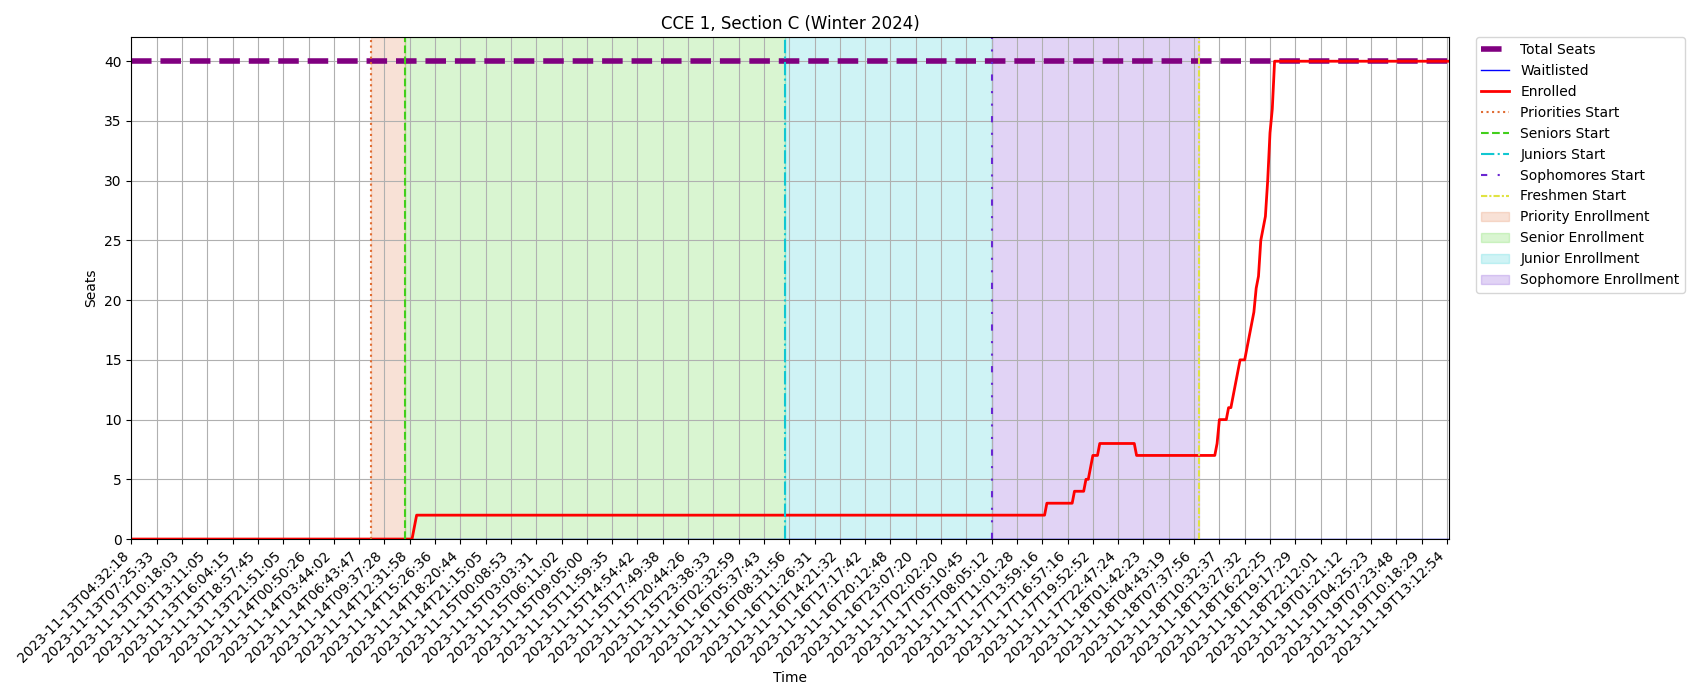 CCE 1, Section C (Winter 2024)
Seats
40
35
30
25
20
15
10
5
0
2023-11-13T04:32:18
2023-11-13T07:25:33
2023-11-13T10:18:03
2023-11-13T13:11:05
2023-11-13T16:04:15
2023-11-13T18:57:45
2023-11-13T21:51:05
2023-11-14T00:50:26
2023-11-14T03:44:02
2023-11-14T06:43:47
2023-11-14T09:37:28
2023-11-14T12:31:58
2023-11-14T15:26:36
2023-11-14T18:20:44
2023-11-14T21:15:05
2023-11-15T00:08:53
2023-11-15T03:03:31
2023-11-15T06:11:02
2023-11-15T09:05:00
2023-11-15T11:59:35
2023-11-15T14:54:42
2023-11-15T17:49:38
2023-11-15T20:44:26
2023-11-15T23:38:33
2023-11-16T02:32:59
2023-11-16T05:37:43
2023-11-16T08:31:56
2023-11-16T11:26:31
2023-11-16T14:21:32
2023-11-16T17:17:42
2023-11-16T20:12:48
2023-11-16T23:07:20
2023-11-17T02:02:20
2023-11-17T05:10:45
2023-11-17T08:05:12
2023-11-17T11:01:28
2023-11-17T13:59:16
2023-11-17T16:57:16
2023-11-17T19:52:52
2023-11-17T22:47:24
2023-11-18T01:42:23
2023-11-18T04:43:19
2023-11-18T07:37:56
2023-11-18T10:32:37
2023-11-18T13:27:32
2023-11-18T16:22:25
2023-11-18T19:17:29
2023-11-18T22:12:01
2023-11-19T01:21:12
2023-11-19T04:25:23
2023-11-19T07:23:48
2023-11-19T10:18:29
2023-11-19T13:12:54
Time
Total Seats
Waitlisted
Enrolled
Priorities Start
Seniors Start
Juniors Start
Sophomores Start
Freshmen Start
Priority Enrollment
Senior Enrollment
Junior Enrollment
Sophomore Enrollment